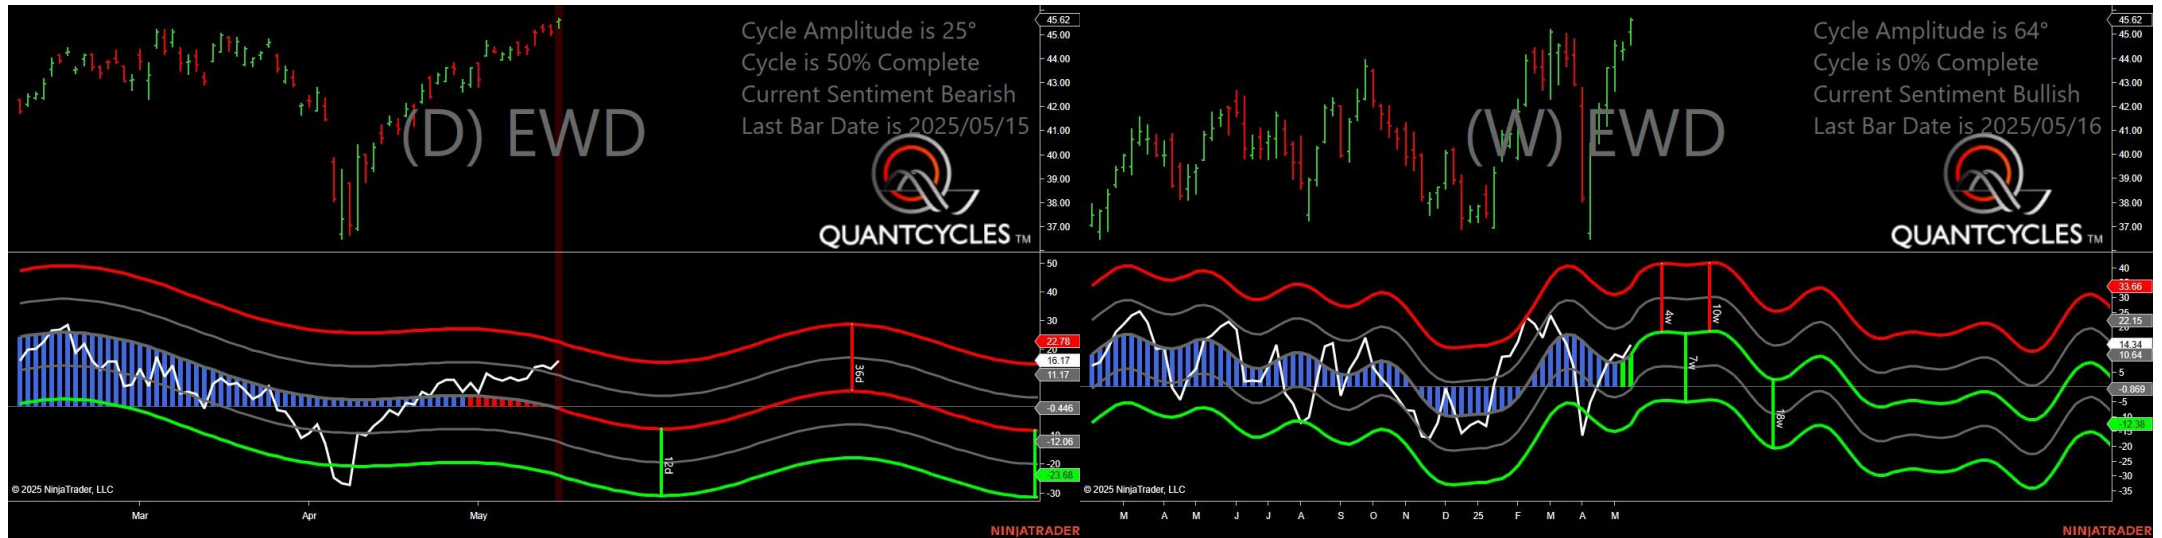 Cycle Amplitude is 25°
Cycle is 50% Complete
Current Sentiment Bearish
Last Bar Date is 2025/05/15
(D) EWD
QUANTCYCLES TM
45.62
45.00
44.00
43.00
42.00
41.00
40.00
39.00
38.00
37.00
50
40
30
22.78
20
16.17
11.17
-0.446
-10
-12.06
-20
-23.68
-30
12d
36d
© 2025 NinjaTrader, LLC
Mar
Apr
May
NINJATRADER
Cycle Amplitude is 64°
Cycle is 0% Complete
Current Sentiment Bullish
Last Bar Date is 2025/05/16
(W) EWD
QUANTCYCLES TM
45.62
45.00
44.00
43.00
42.00
41.00
40.00
39.00
38.00
37.00
40
33.66
30
25
22.15
14.34
10.64
5
-0.869
-5
-12.38
-20
-25
-30
-35
4w
10w
7w
18w
© 2025 NinjaTrader, LLC
M
A
M
J
J
A
S
O
N
D
25
F
M
A
M
NINJATRADER